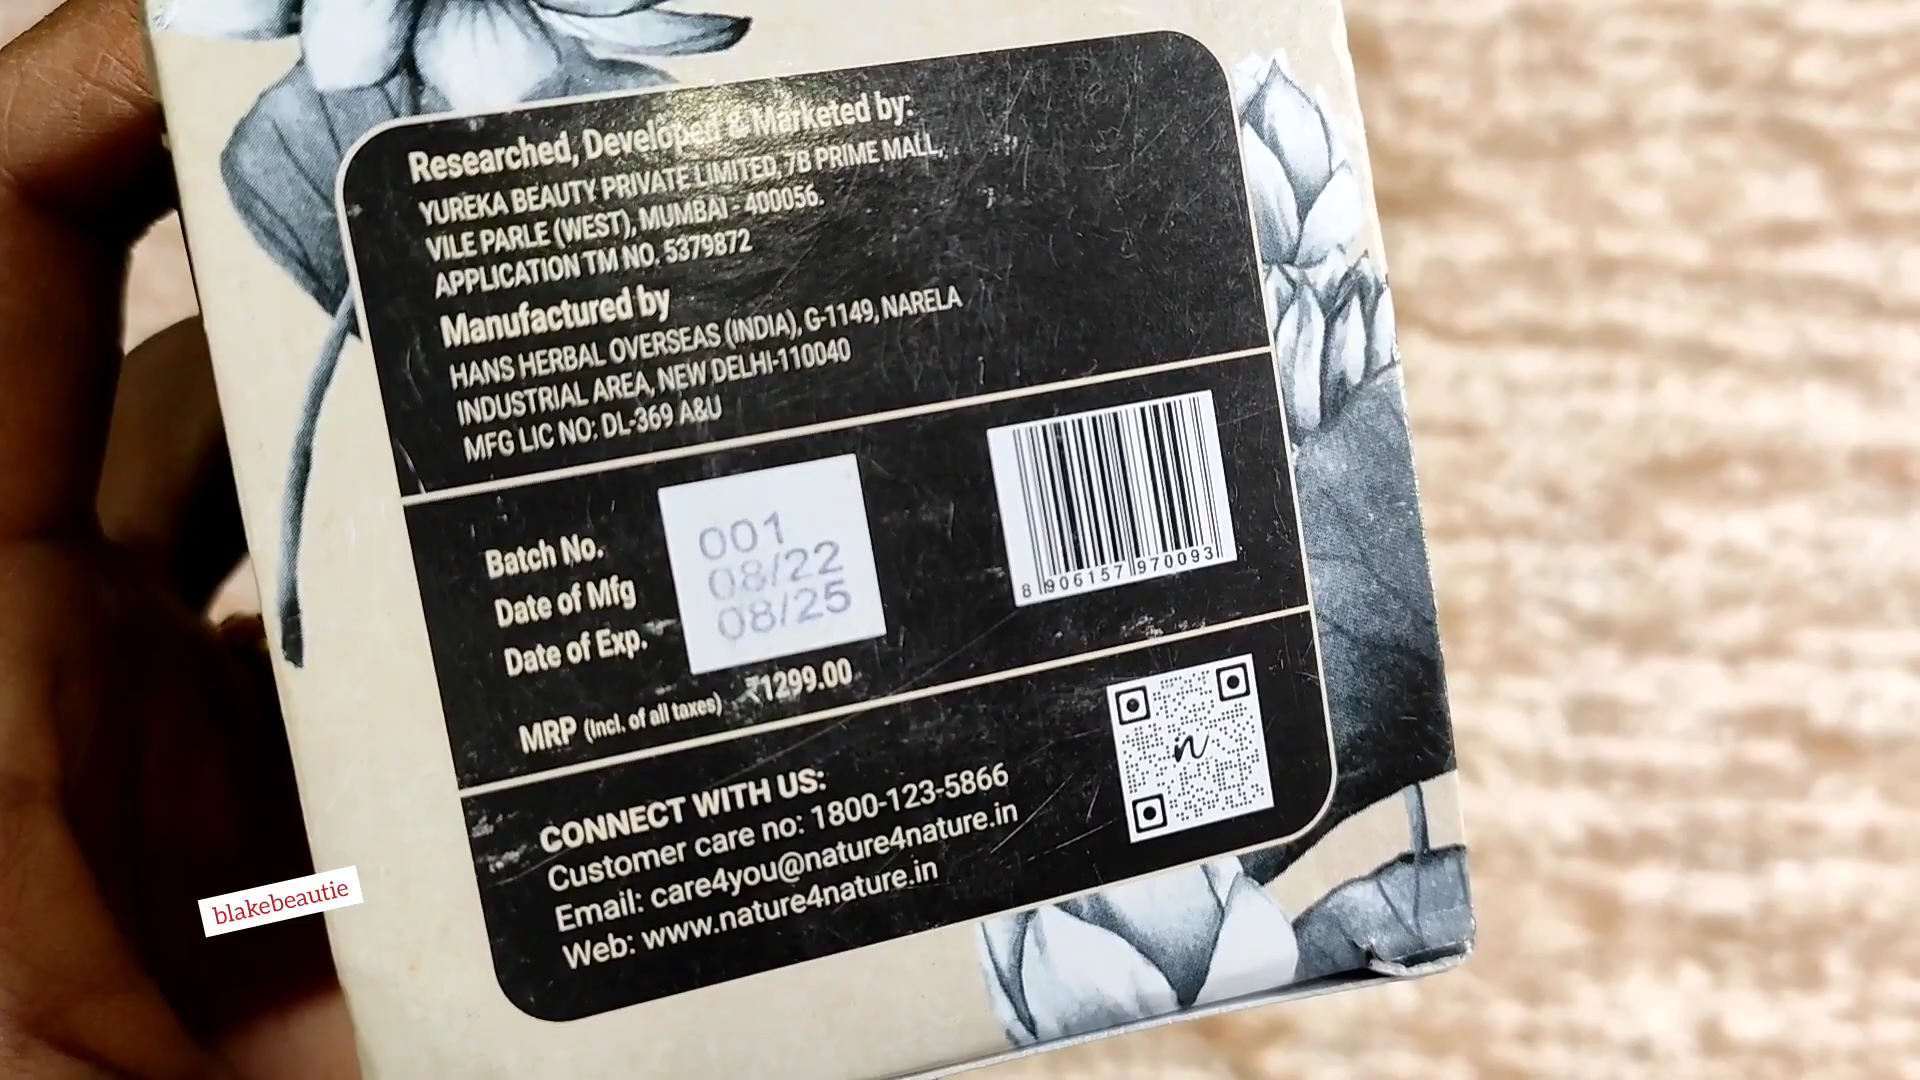 Researched, Developed & Marketed by:
YUREKA BEAUTY PRIVATE LIMITED, 7B PRIME MALL,
VILE PARLE (WEST), MUMBAI - 400056.
APPLICATION TM NO. 5379872
Manufactured by
HANS HERBAL OVERSEAS (INDIA), G-1149, NARELA
INDUSTRIAL AREA, NEW DELHI-110040
MFG LIC NO: DL-369 A&U
Batch No. 001
Date of Mfg 08/22
Date of Exp. 08/25
8 906157 970093
MRP (Incl. of all taxes) ₹1299.00
CONNECT WITH US:
Customer care no: 1800-123-5866
Email: care4you@nature4nature.in
Web: www.nature4nature.in
n
blakebeautie